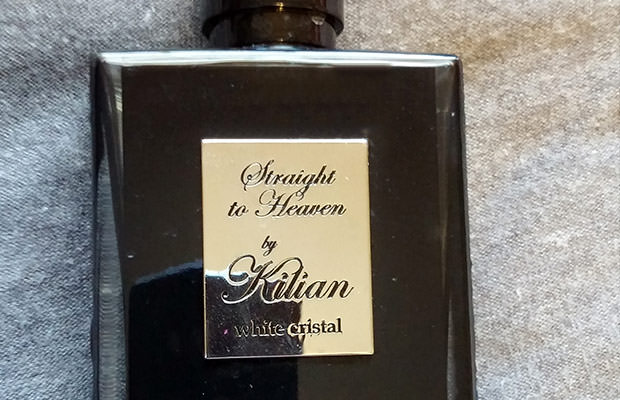 Straight
to Heaven
by
Kilian
white cristal